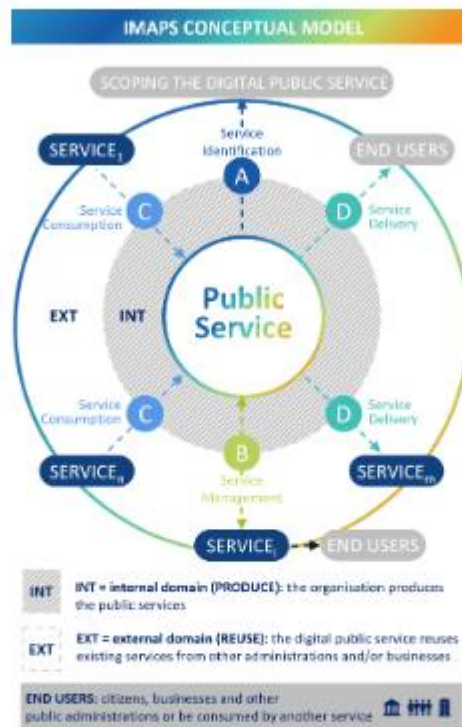 IMAPS CONCEPTUAL MODEL
SCOPING THE DIGITAL PUBLIC SERVICE
Service
Identification
SERVICE1
END USERS
A
C
D
Service
Consumption
Service
Delivery
Public
Service
EXT
INT
C
D
Service
Consumption
Service
Delivery
B
SERVICEn
SERVICEm
Service
Management
SERVICEi
END USERS
INT
INT = internal domain (PRODUCE): the organisation produces
the public services
EXT
EXT = external domain (REUSE): the digital public service reuses
existing services from other administrations and/or businesses
END USERS: citizens, businesses and other
public administrations or be consumed by another service